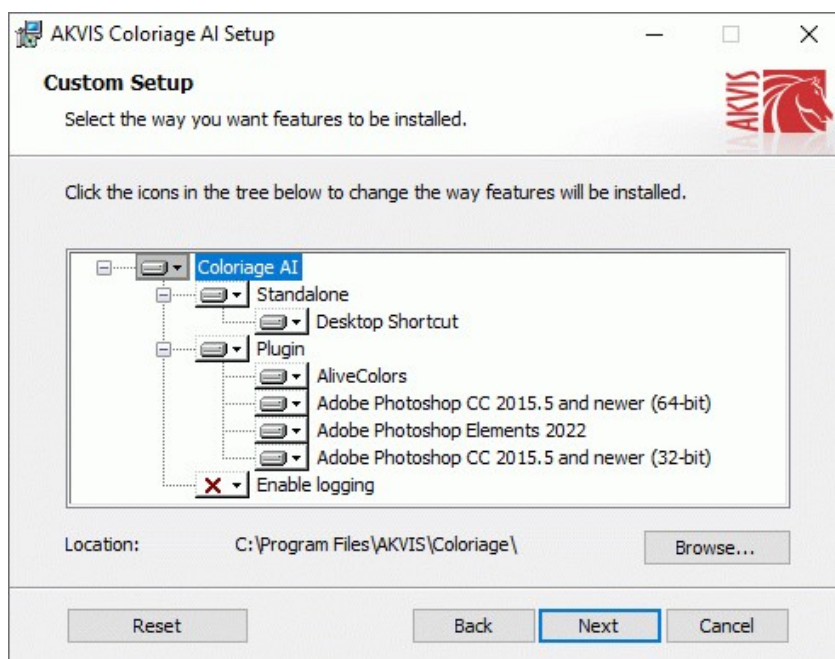 AKVIS Coloriage AI Setup
Custom Setup
Select the way you want features to be installed.
AKVIS
Click the icons in the tree below to change the way features will be installed.
Coloriage AI
Standalone
Desktop Shortcut
Plugin
AliveColors
Adobe Photoshop CC 2015.5 and newer (64-bit)
Adobe Photoshop Elements 2022
Adobe Photoshop CC 2015.5 and newer (32-bit)
Enable logging
Location: C:\Program Files\AKVIS\Coloriage\ Browse...
Reset Back Next Cancel